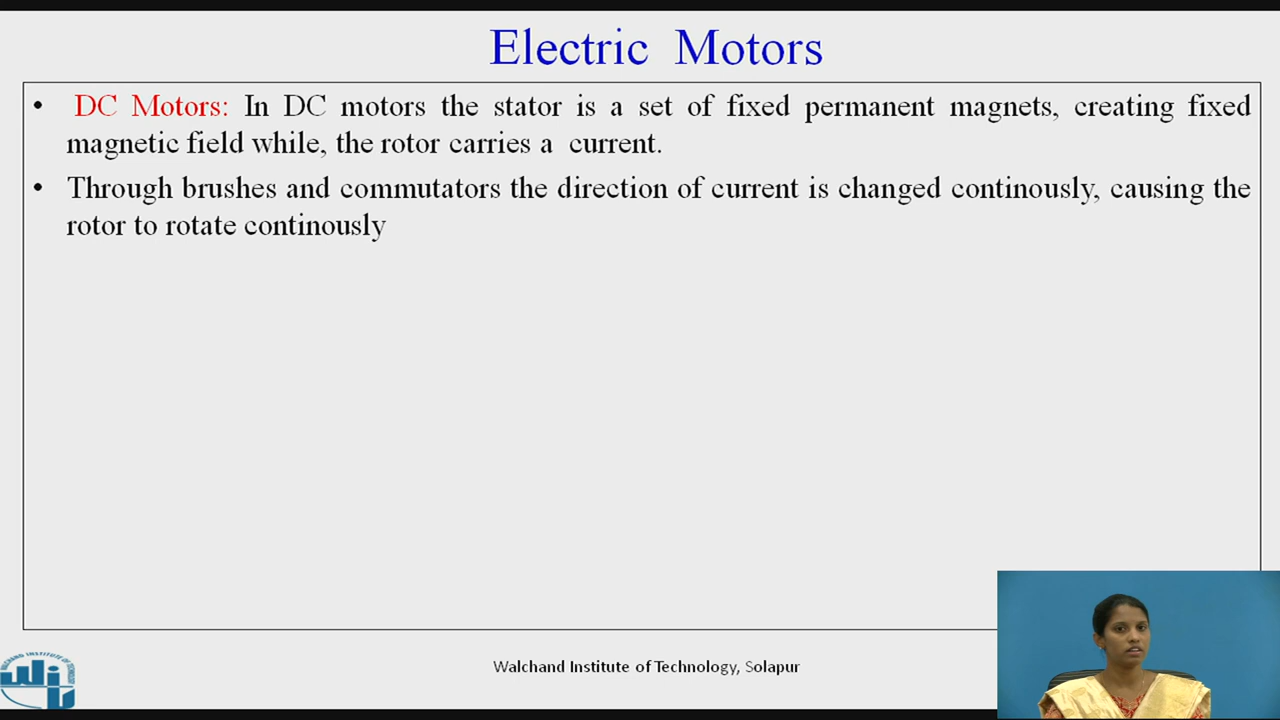 Electric Motors
• DC Motors: In DC motors the stator is a set of fixed permanent magnets, creating fixed
magnetic field while, the rotor carries a current.
• Through brushes and commutators the direction of current is changed continously, causing the
rotor to rotate continously
Walchand Institute of Technology, Solapur